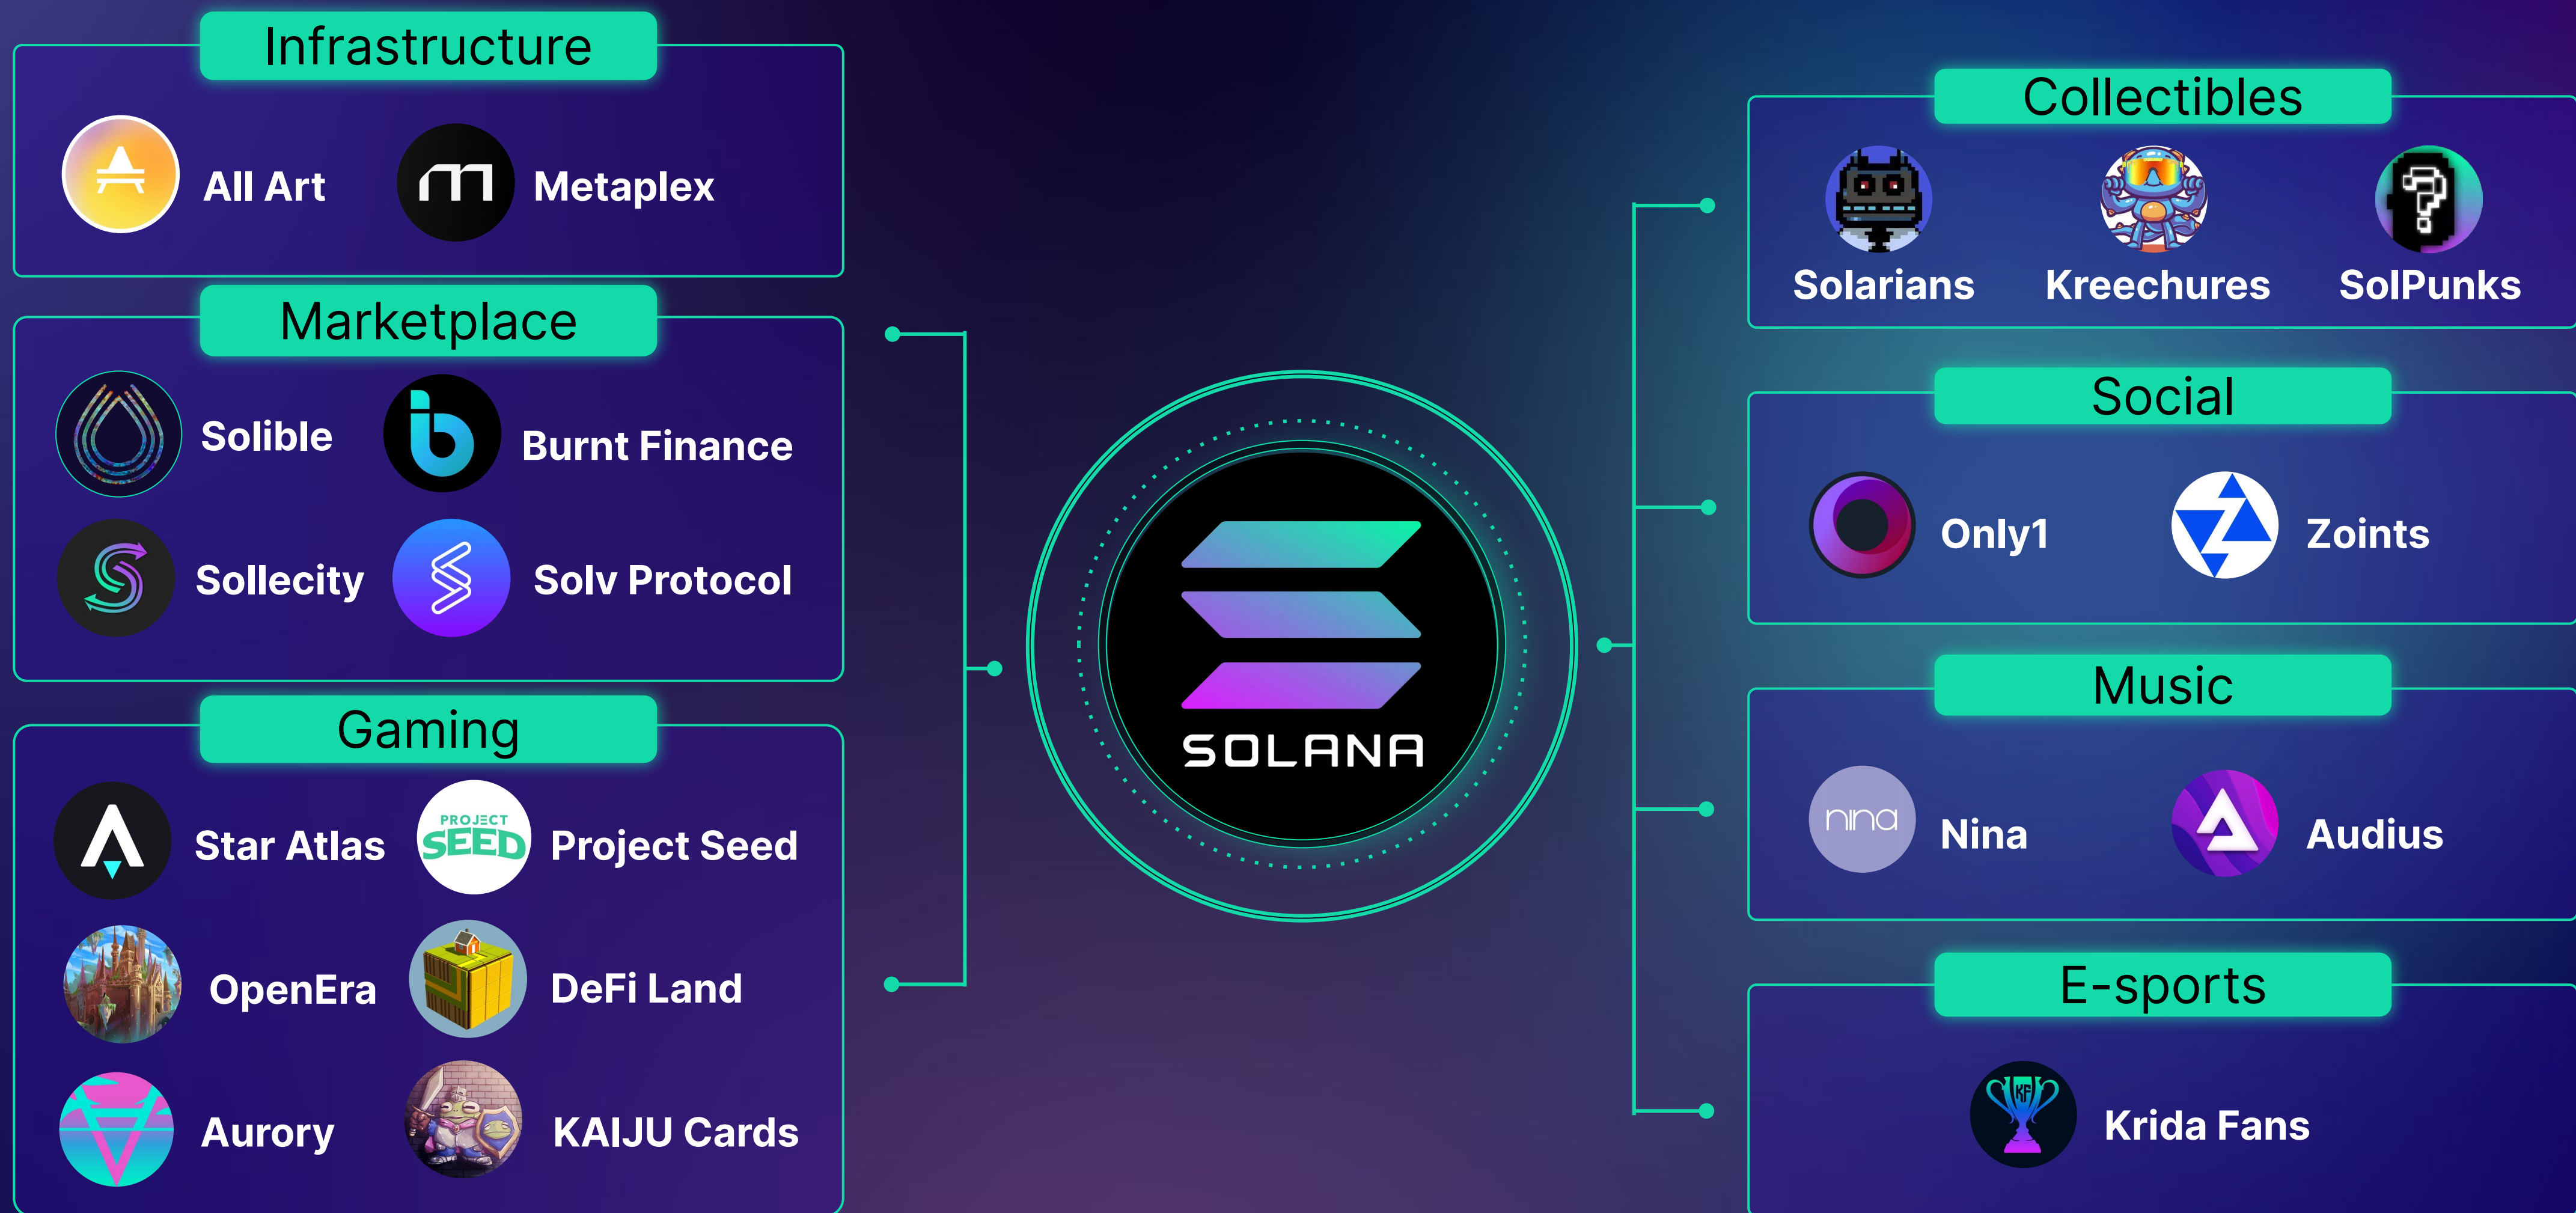 Infrastructure
All Art
Metaplex
Marketplace
Solible
Burnt Finance
Sollecity
Solv Protocol
Gaming
Star Atlas
PROJECT
SEED
Project Seed
OpenEra
DeFi Land
Aurory
KAIJU Cards
SOLANA
Collectibles
Solarians
Kreechures
SolPunks
Social
Only1
Zoints
Music
nina
Nina
Audius
E-sports
KF
Krida Fans